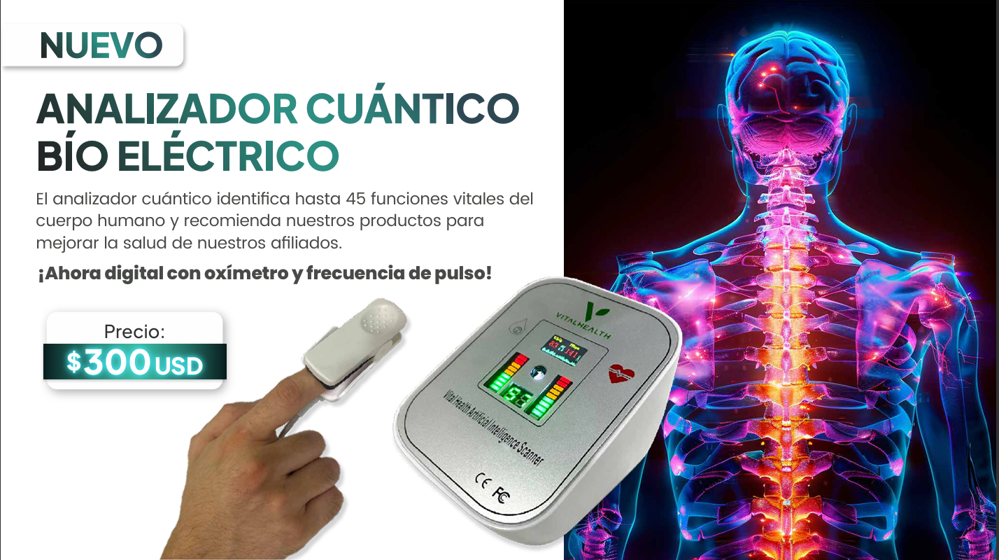 NUEVO
ANALIZADOR CUÁNTICO
BÍO ELÉCTRICO
El analizador cuántico identifica hasta 45 funciones vitales del
cuerpo humano y recomienda nuestros productos para
mejorar la salud de nuestros afiliados.
¡Ahora digital con oxímetro y frecuencia de pulso!
Precio:
$300 USD
VITALHEALTH
Vital Health Artificial Intelligence Scanner
CE FC